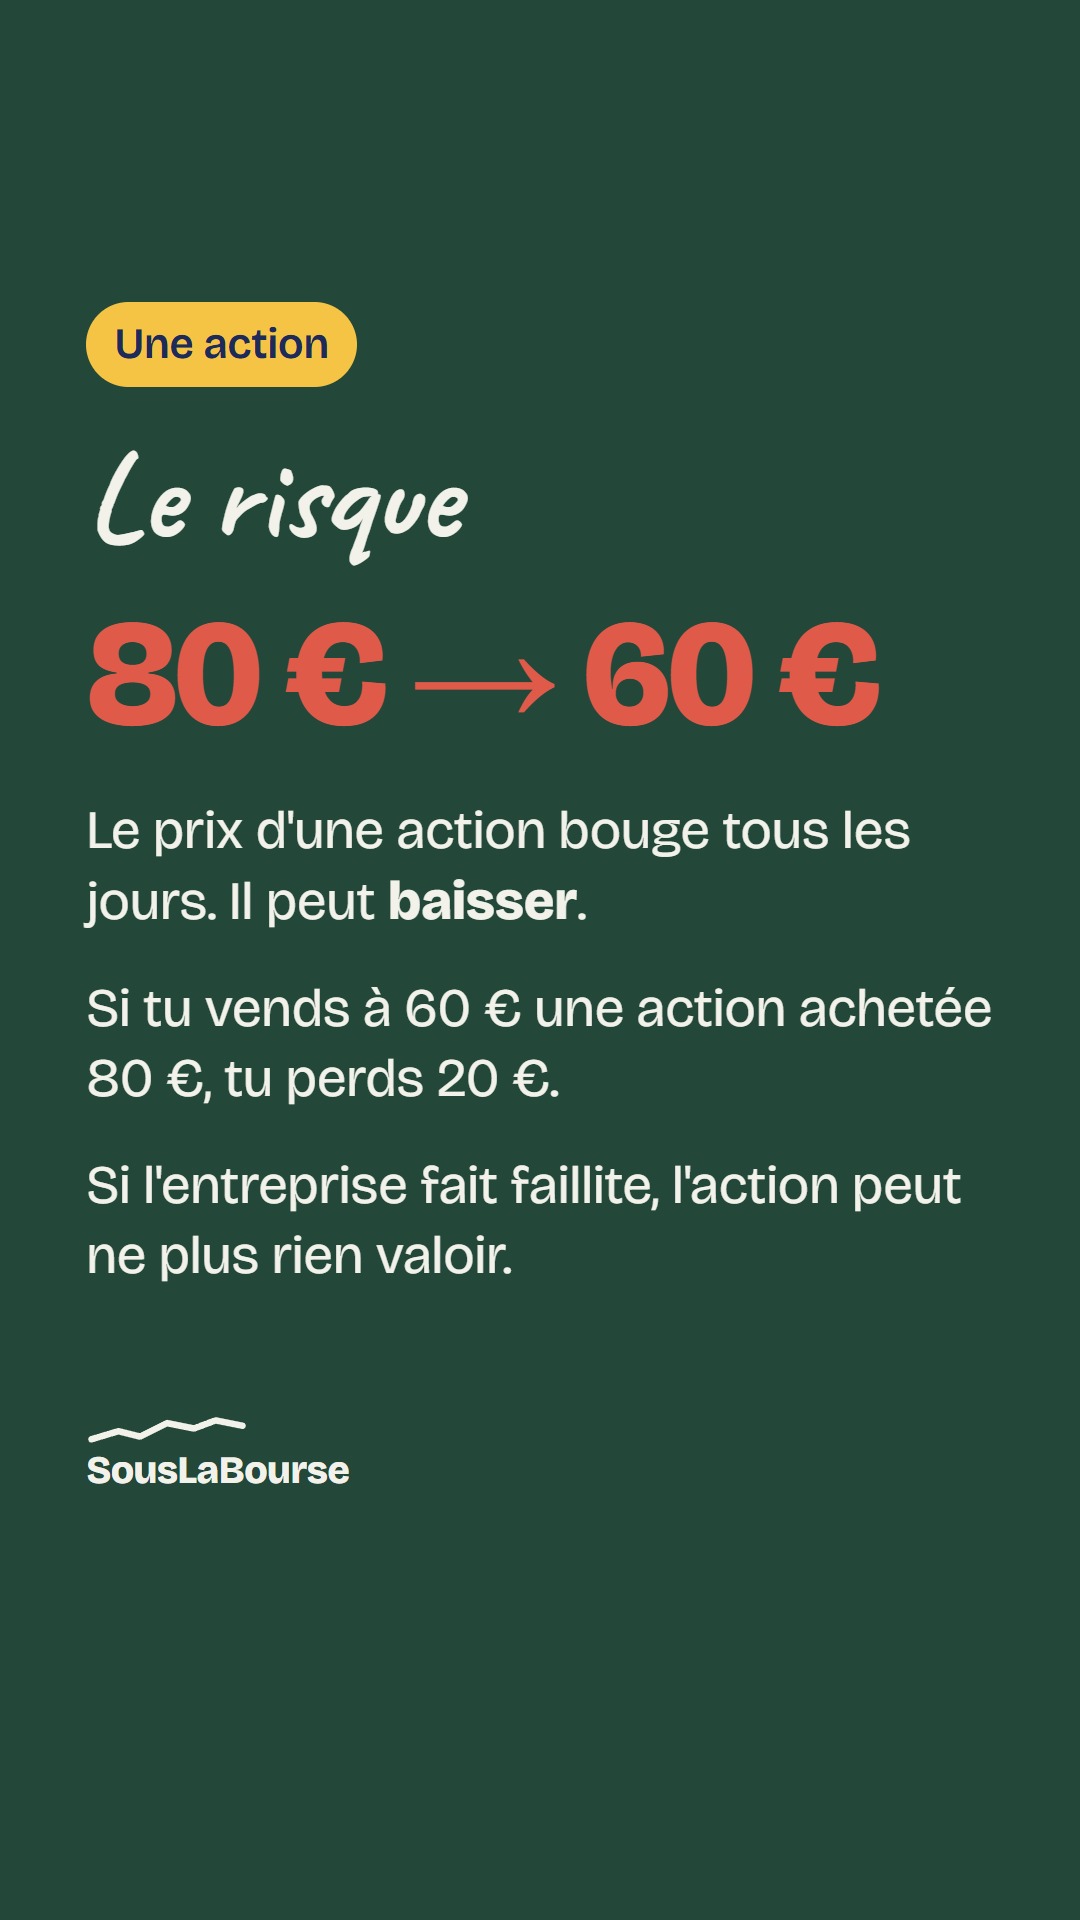 Une action
Le risque
80 € → 60 €
Le prix d'une action bouge tous les
jours. Il peut baisser.
Si tu vends à 60 € une action achetée
80 €, tu perds 20 €.
Si l'entreprise fait faillite, l'action peut
ne plus rien valoir.
SousLaBourse